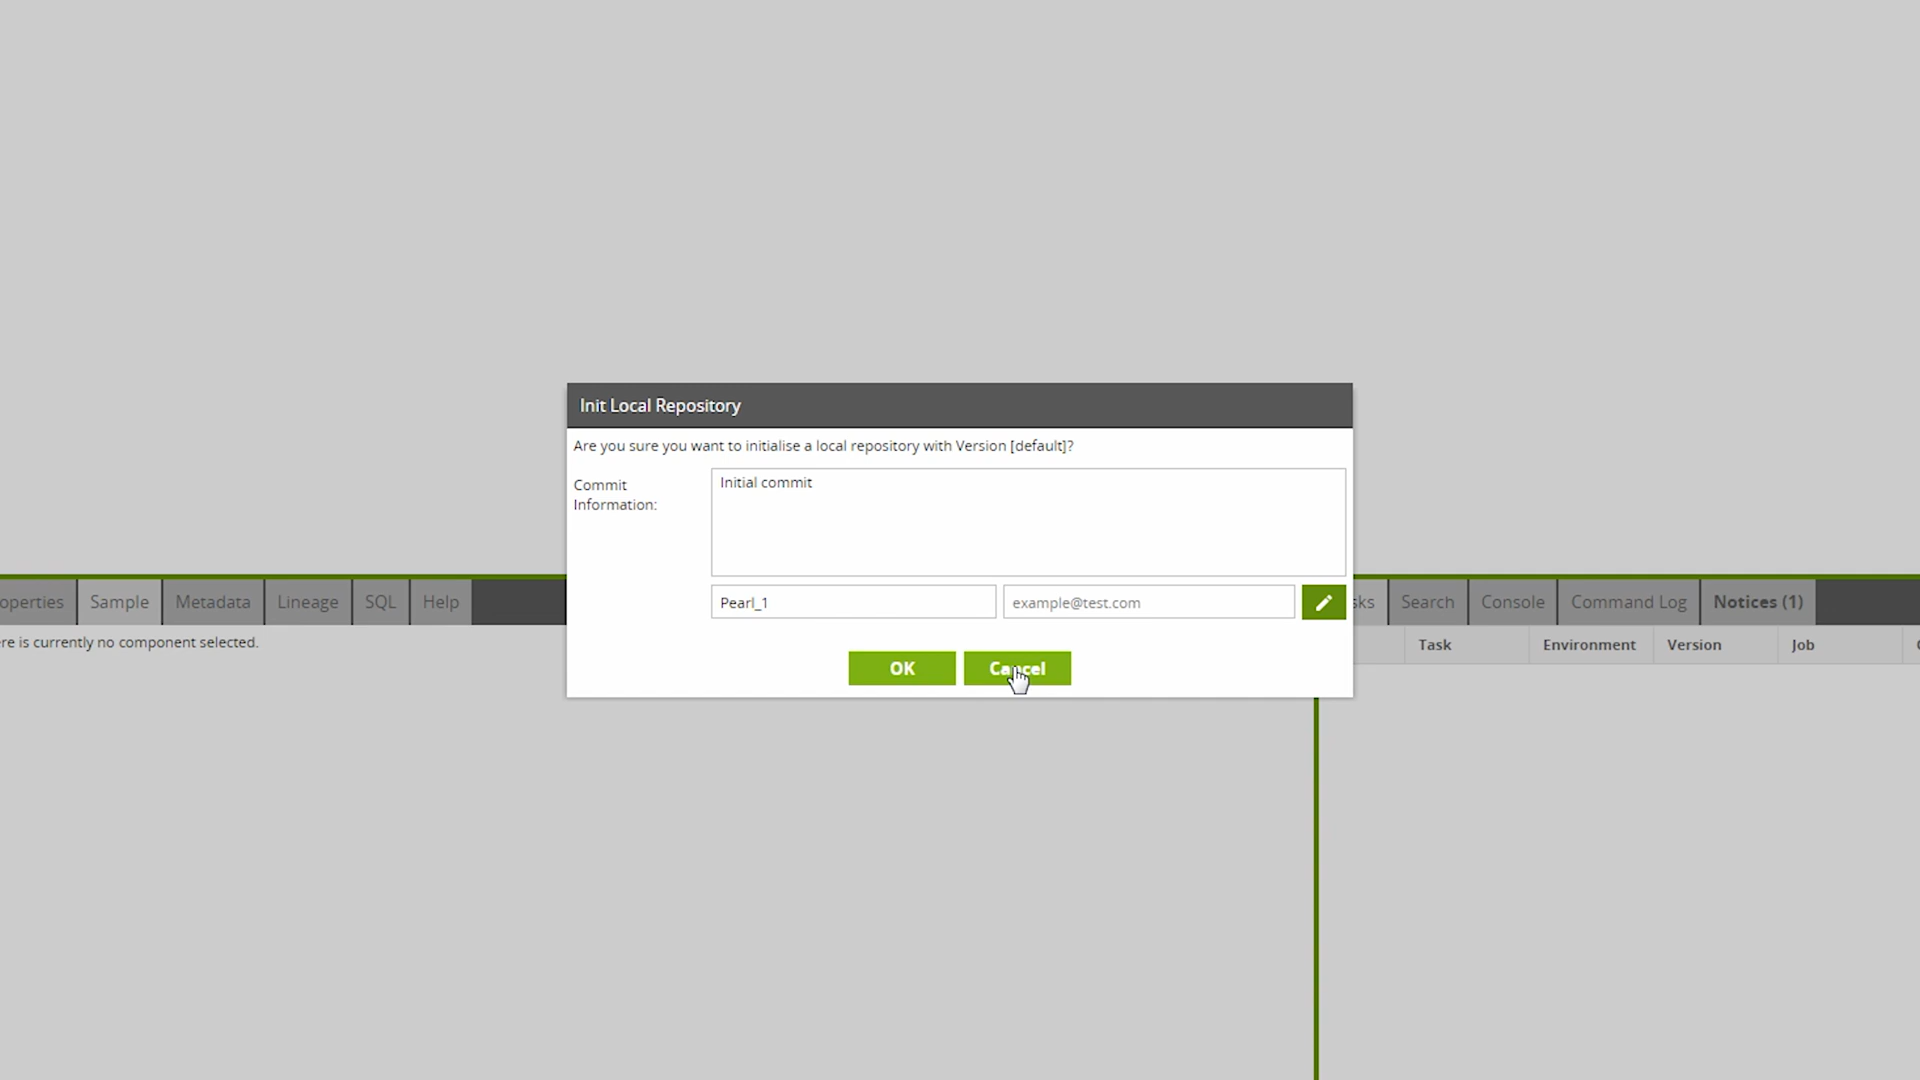 Init Local Repository
Are you sure you want to initialise a local repository with Version [default]?
Commit
Information:
Initial commit
Pearl_1
example@test.com
OK
Cancel
operties
Sample
Metadata
Lineage
SQL
Help
ere is currently no component selected.
sks
Search
Console
Command Log
Notices (1)
Task
Environment
Version
Job